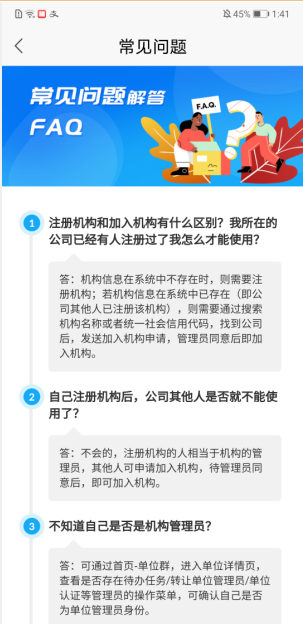 45% 1:41
常见问题
常见问题解答
FAQ
F.A.Q.
?
1 注册机构和加入机构有什么区别？我所在的
公司已经有人注册过了我怎么才能使用？
答：机构信息在系统中不存在时，则需要注
册机构；若机构信息在系统中已存在（即公
司其他人已注册该机构），则需要通过搜索
机构名称或者统一社会信用代码，找到公司
后，发送加入机构申请，管理员同意后即加
入机构。
2 自己注册机构后，公司其他人是否就不能使
用了？
答：不会的，注册机构的人相当于机构的管
理员，其他人可申请加入机构，待管理员同
意后，即可加入机构。
3 不知道自己是否是机构管理员？
答：可通过首页-单位群，进入单位详情页，
查看是否存在待办任务/转让单位管理员/单位
认证等管理员的操作菜单，可确认自己是否
为单位管理员身份。